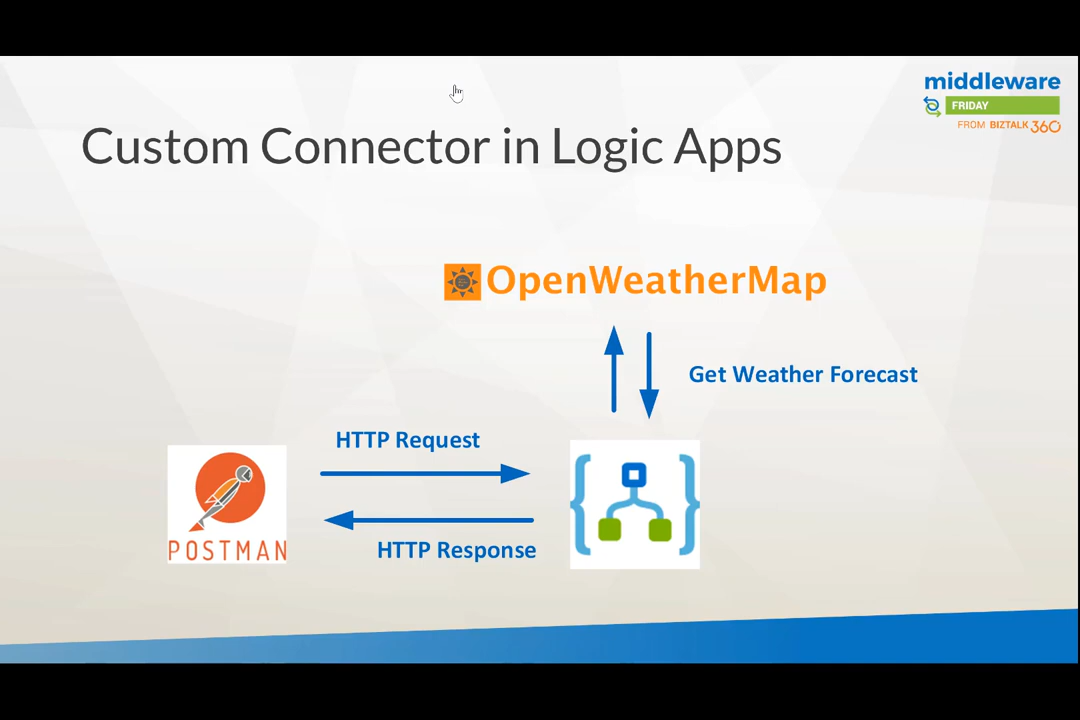 middleware
FRIDAY
FROM BIZTALK360
Custom Connector in Logic Apps
OpenWeatherMap
Get Weather Forecast
HTTP Request
POSTMAN
HTTP Response